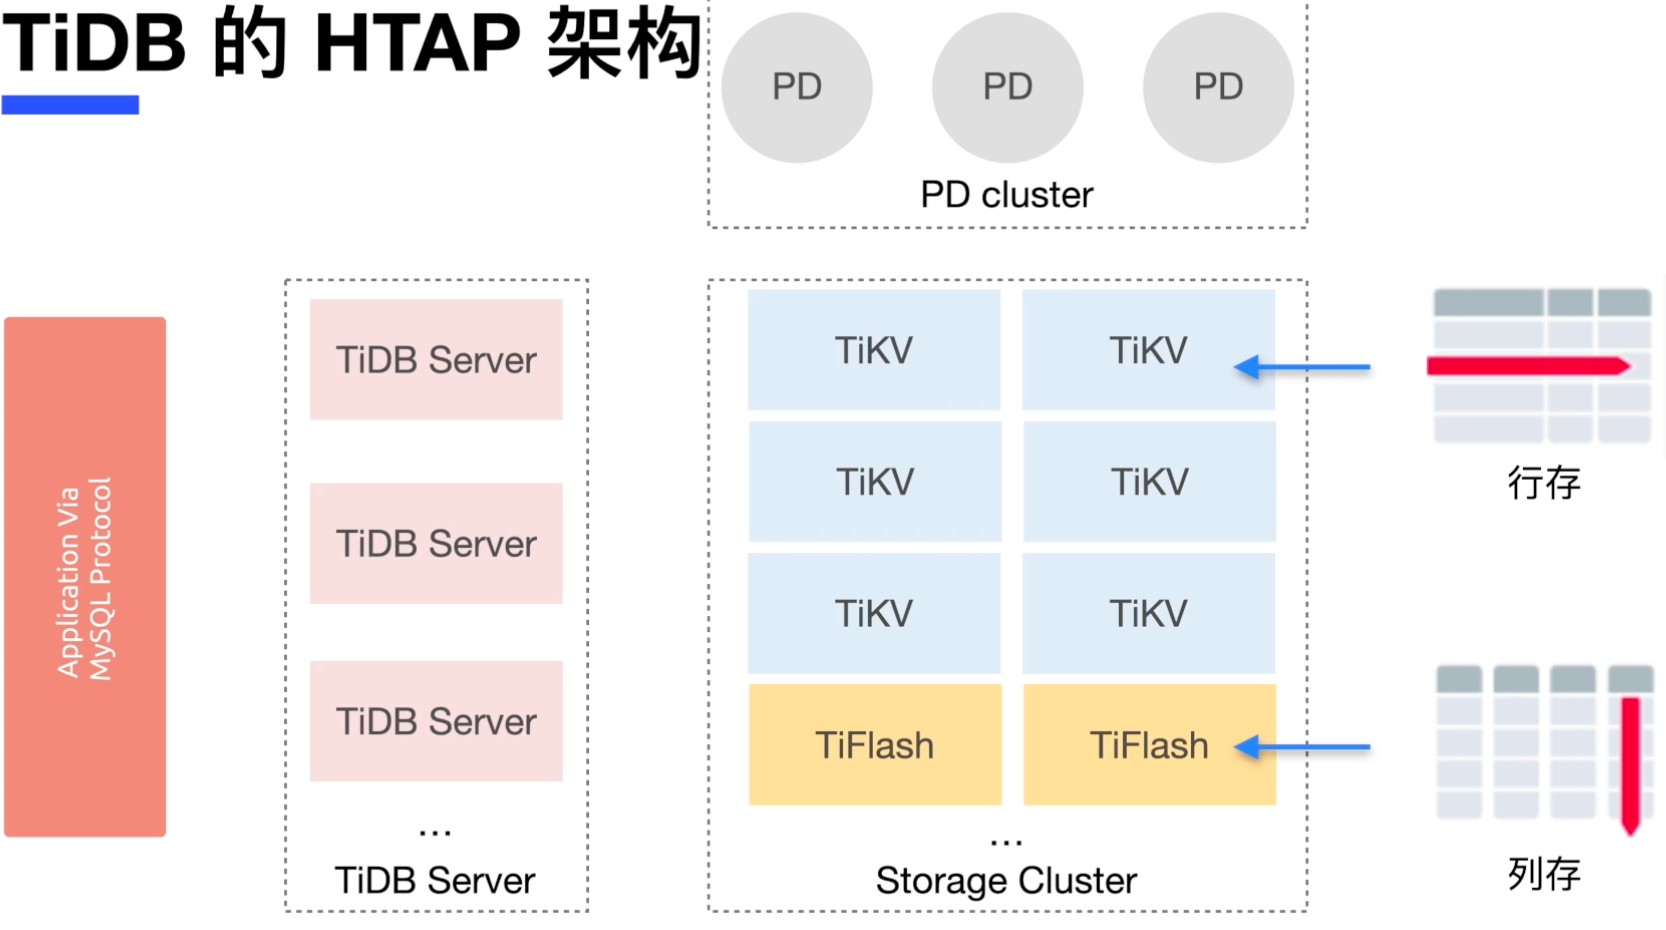 TiDB 的 HTAP 架构
PD
PD
PD
PD cluster
Application Via
MySQL Protocol
TiDB Server
TiDB Server
TiDB Server
...
TiDB Server
TiKV
TiKV
TiKV
TiKV
TiKV
TiKV
TiFlash
TiFlash
...
Storage Cluster
行存
列存